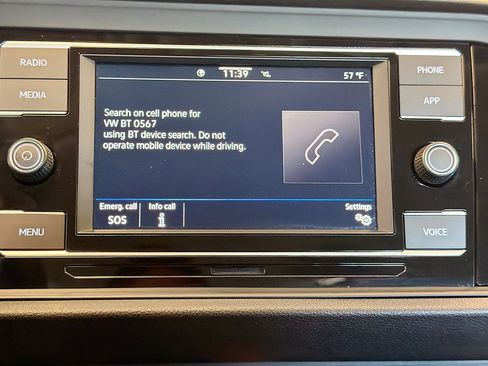 RADIO
MEDIA
MENU
11:39
57 °F
Search on cell phone for
VW BT 0567
using BT device search. Do not
operate mobile device while driving.
Emerg. call
SOS
Info call
i
Settings
PHONE
APP
VOICE